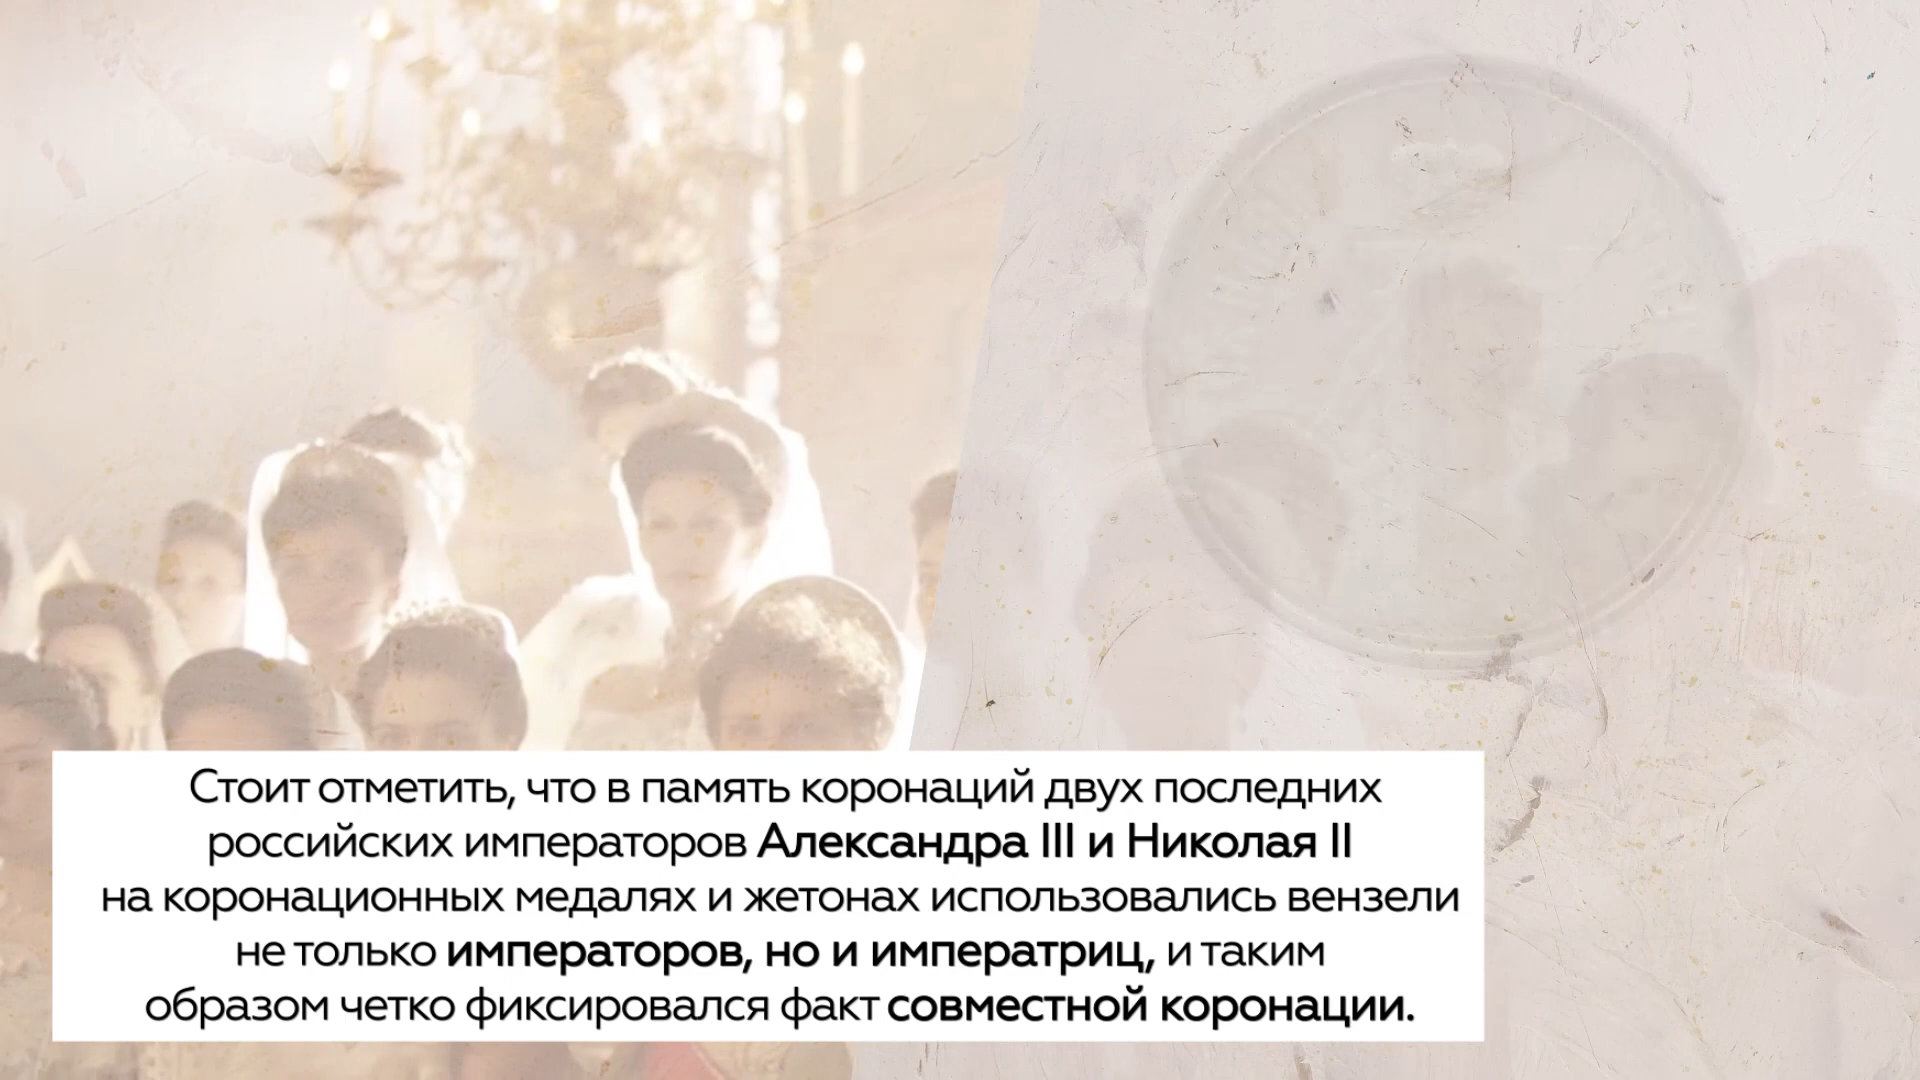 Стоит отметить, что в память коронаций двух последних
российских императоров Александра III и Николая II
на коронационных медалях и жетонах использовались вензели
не только императоров, но и императриц, и таким
образом четко фиксировался факт совместной коронации.